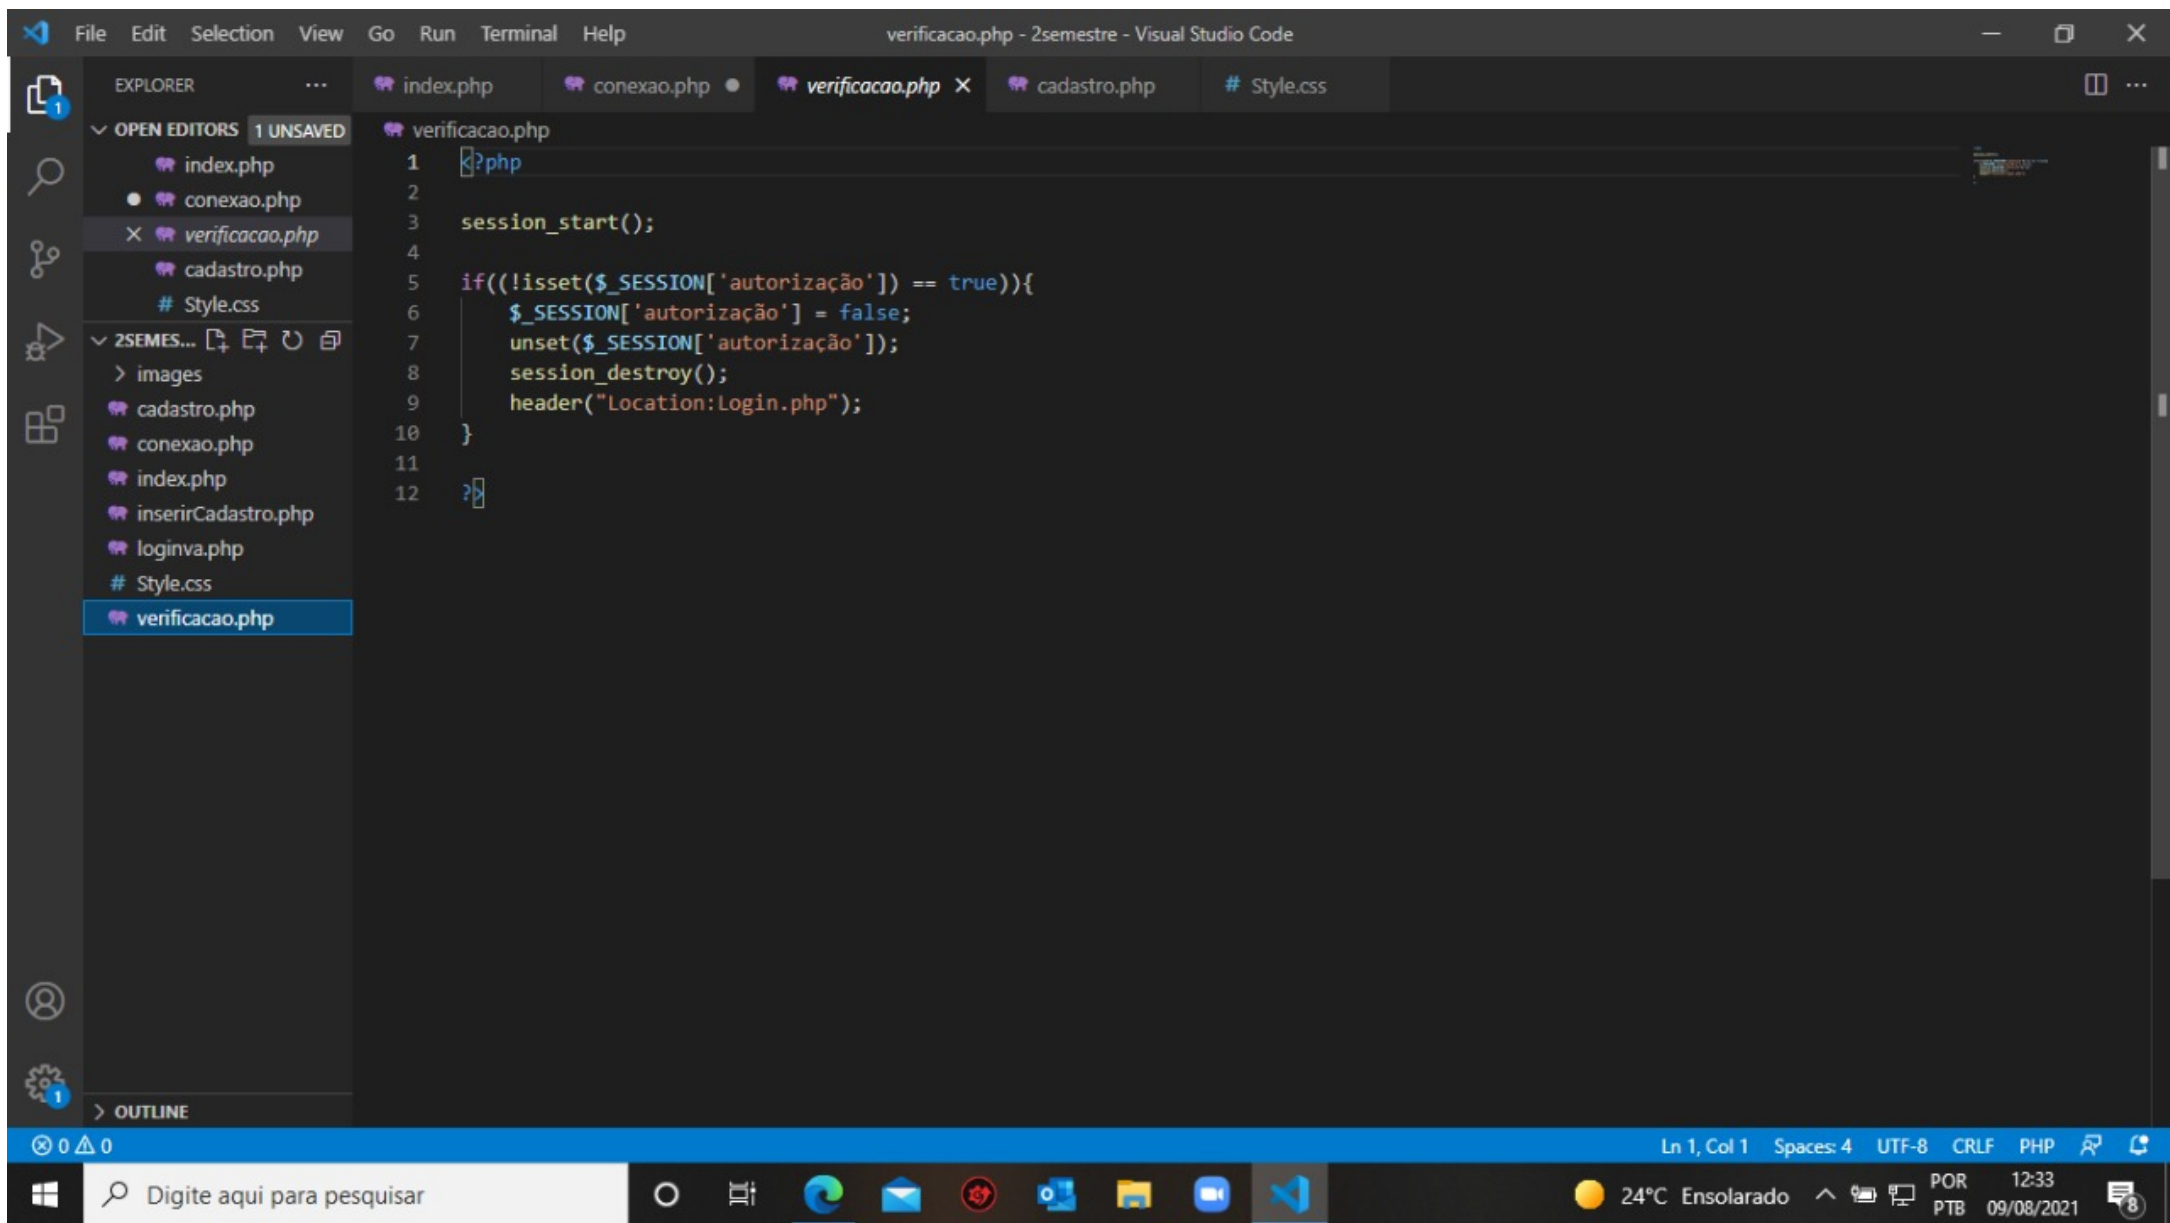 File Edit Selection View Go Run Terminal Help
verificacao.php - 2semestre - Visual Studio Code
EXPLORER
index.php
conexao.php
verificacao.php
cadastro.php
# Style.css
OPEN EDITORS 1 UNSAVED
index.php
conexao.php
verificacao.php
cadastro.php
# Style.css
2SEMES...
images
cadastro.php
conexao.php
index.php
inserirCadastro.php
loginva.php
# Style.css
verificacao.php
OUTLINE
verificacao.php
1 <?php
2
3 session_start();
4
5 if((!isset($_SESSION['autorização']) == true)){
6 $_SESSION['autorização'] = false;
7 unset($_SESSION['autorização']);
8 session_destroy();
9 header("Location:Login.php");
10 }
11
12 ?>
1
1
0 0
Ln 1, Col 1 Spaces: 4 UTF-8 CRLF PHP
Digite aqui para pesquisar
24°C Ensolarado
POR
PTB
12:33
09/08/2021
8